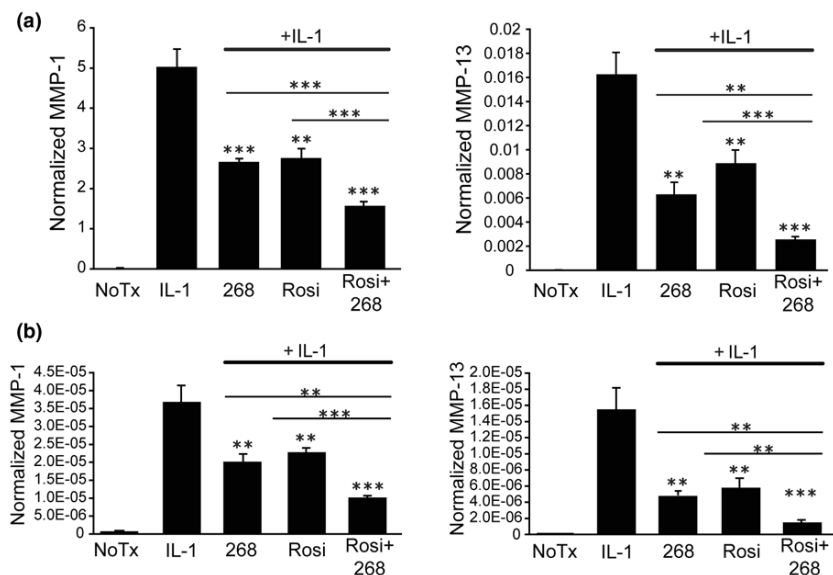 (a)
Normalized MMP-1
6
5
4
3
2
1
0
+IL-1
***
***
***
**
***
NoTx IL-1 268 Rosi Rosi+
268
Normalized MMP-13
0.02
0.018
0.016
0.014
0.012
0.01
0.008
0.006
0.004
0.002
0
+IL-1
**
***
**
**
***
NoTx IL-1 268 Rosi Rosi+
268
(b)
Normalized MMP-1
4.5E-05
4.0E-05
3.5E-05
3.0E-05
2.5E-05
2.0E-05
1.5E-05
1.0E-05
5.0E-06
0
+ IL-1
**
***
**
**
***
NoTx IL-1 268 Rosi Rosi+
268
Normalized MMP-13
2.0E-05
1.8E-05
1.6E-05
1.4E-05
1.2E-05
1.0E-05
8.0E-06
6.0E-06
4.0E-06
2.0E-06
0
+ IL-1
**
**
**
**
***
NoTx IL-1 268 Rosi Rosi+
268